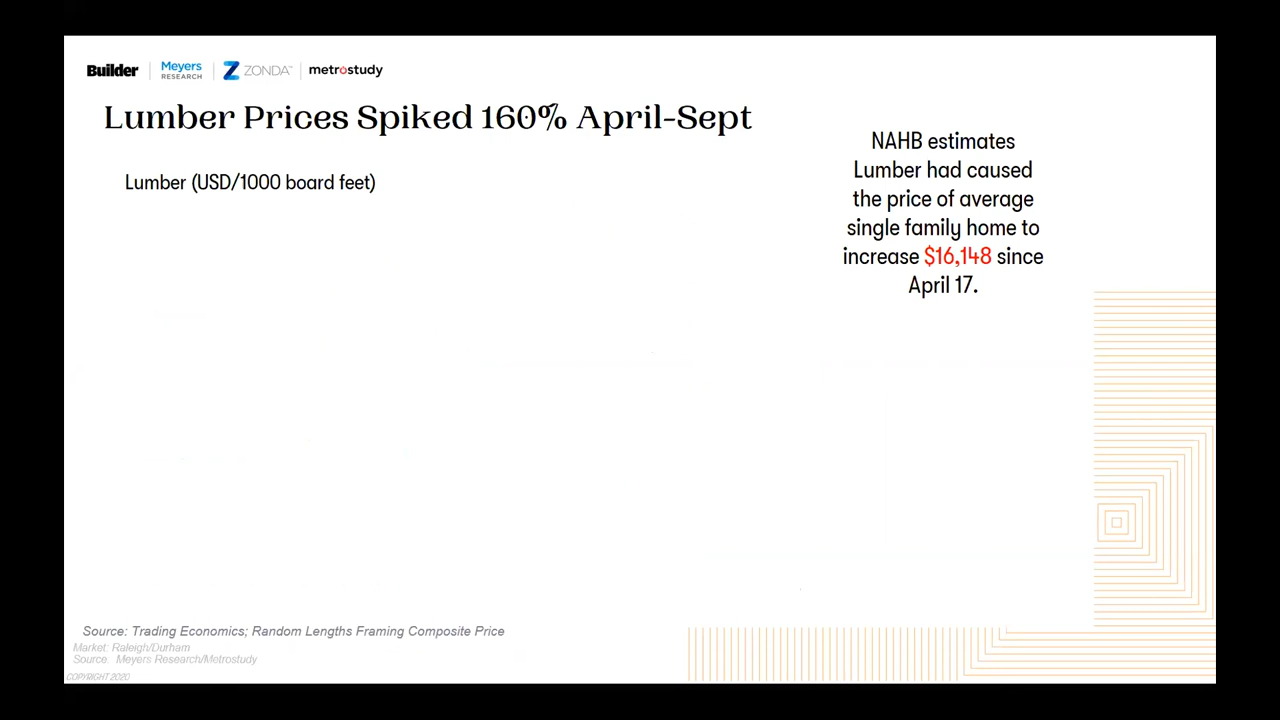 Builder | Meyers RESEARCH | ZONDA™ | metrostudy
Lumber Prices Spiked 160% April-Sept
Lumber (USD/1000 board feet)
NAHB estimates
Lumber had caused
the price of average
single family home to
increase $16,148 since
April 17.
Source: Trading Economics; Random Lengths Framing Composite Price
Market: Raleigh/Durham
Source: Meyers Research/Metrostudy
COPYRIGHT 2020